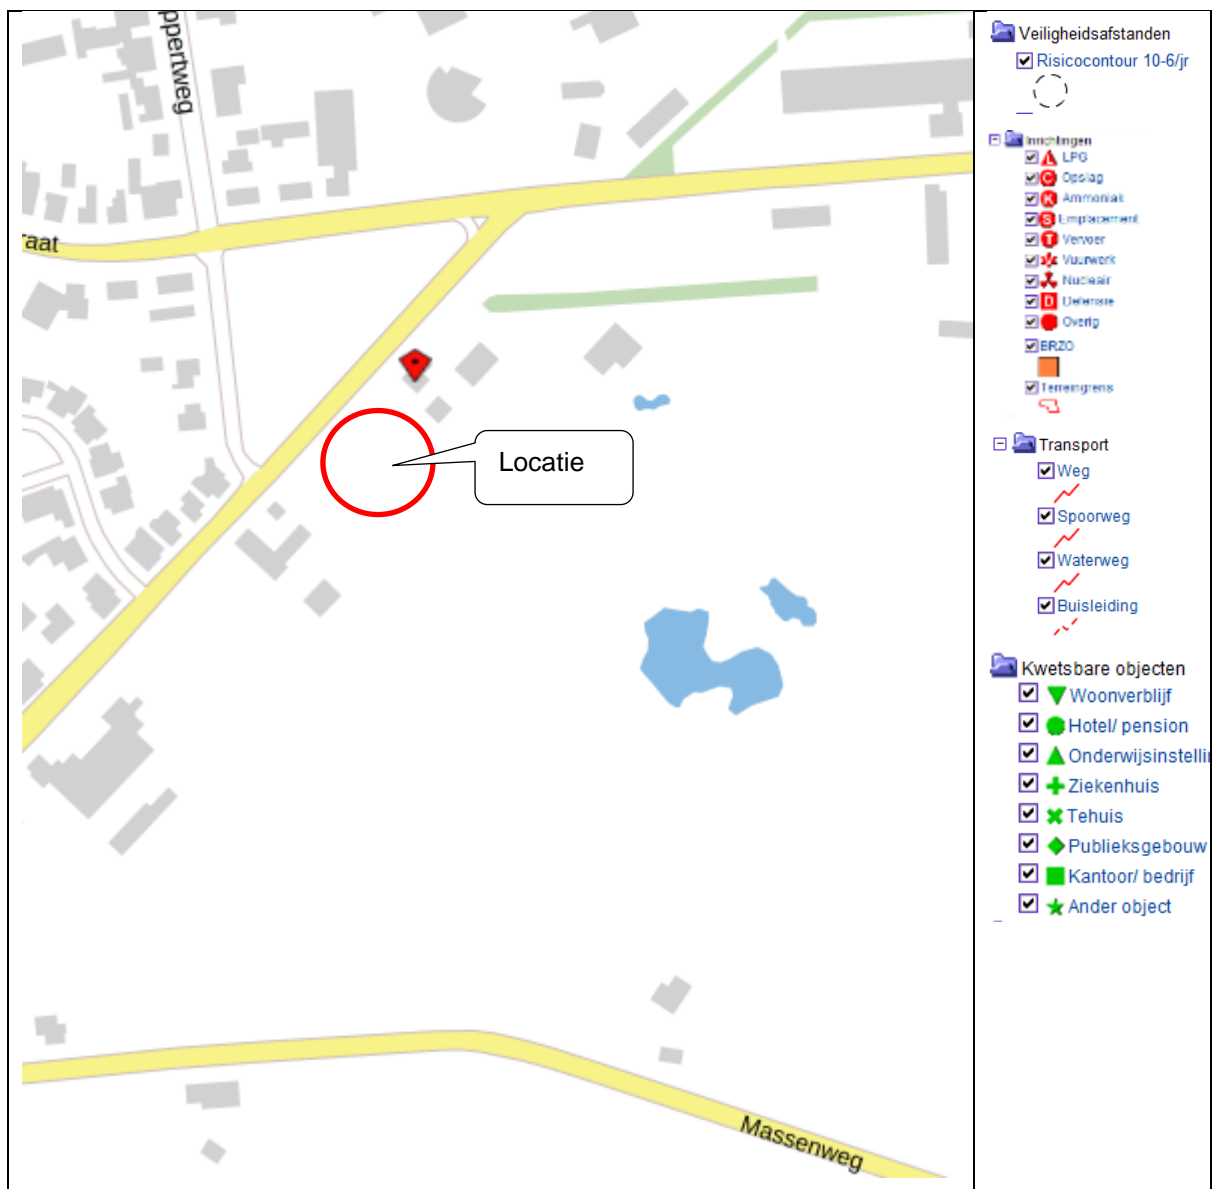 ppertweg
raat
Locatie
Massenweg
Veiligheidsafstanden
Risicocontour 10-6/jr
Inrichtingen
LPG
Opslag
Ammoniak
Emplacement
Vervoer
Vuurwerk
Nucleair
Defensie
Overig
BRZO
Terreingrens
Transport
Weg
Spoorweg
Waterweg
Buisleiding
Kwetsbare objecten
Woonverblijf
Hotel/ pension
Onderwijsinstelli
Ziekenhuis
Tehuis
Publieksgebouw
Kantoor/ bedrijf
Ander object